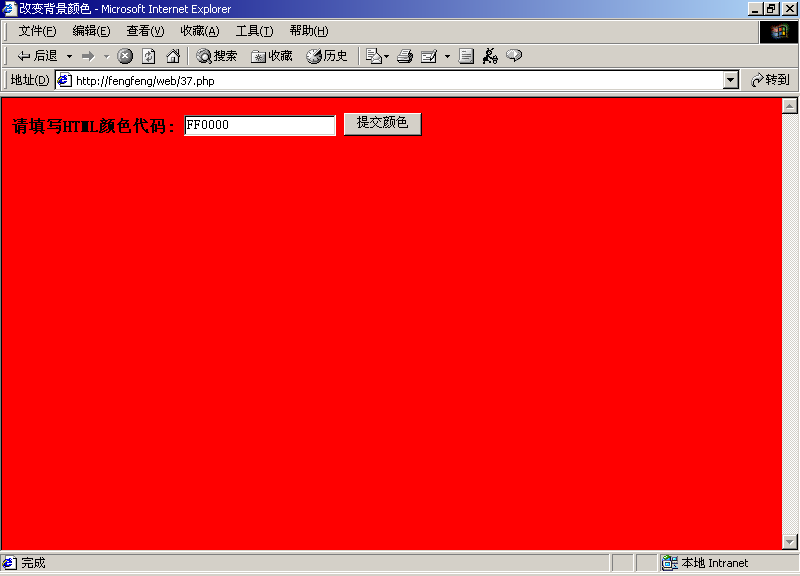 改变背景颜色 - Microsoft Internet Explorer
文件(F) 编辑(E) 查看(V) 收藏(A) 工具(T) 帮助(H)
后退 搜索 收藏 历史
地址(D) http://fengfeng/web/37.php 转到
请填写HTML颜色代码: FF0000 提交颜色
完成 本地 Intranet